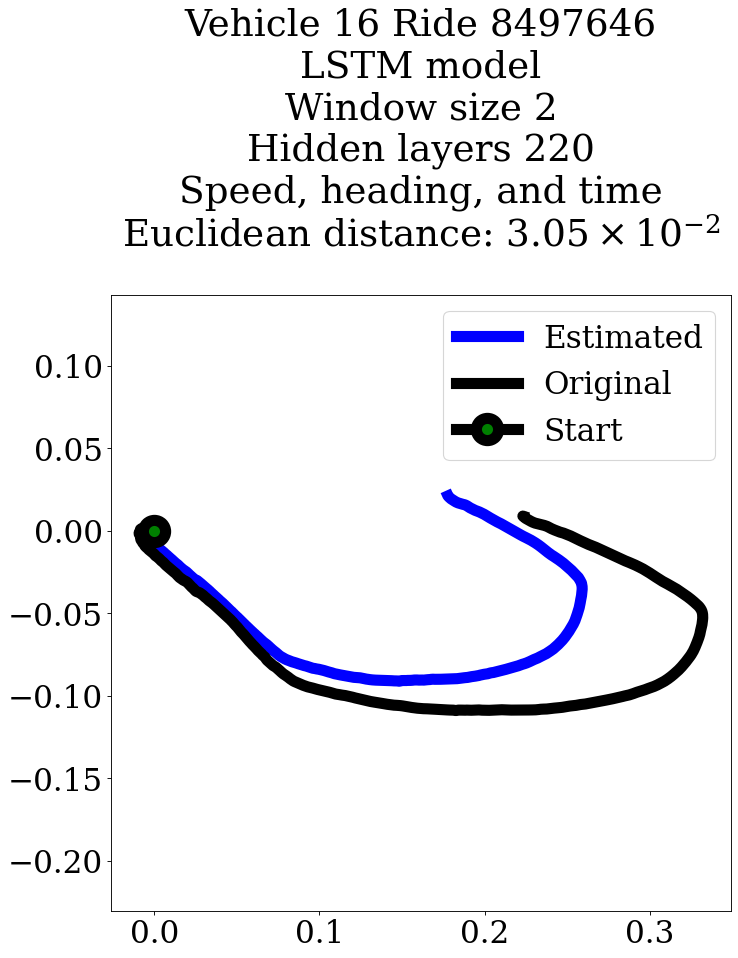 Vehicle 16 Ride 8497646
LSTM model
Window size 2
Hidden layers 220
Speed, heading, and time
Euclidean distance: 3.05 × 10⁻²
Estimated
Original
Start
0.10
0.05
0.00
−0.05
−0.10
−0.15
−0.20
0.0 0.1 0.2 0.3